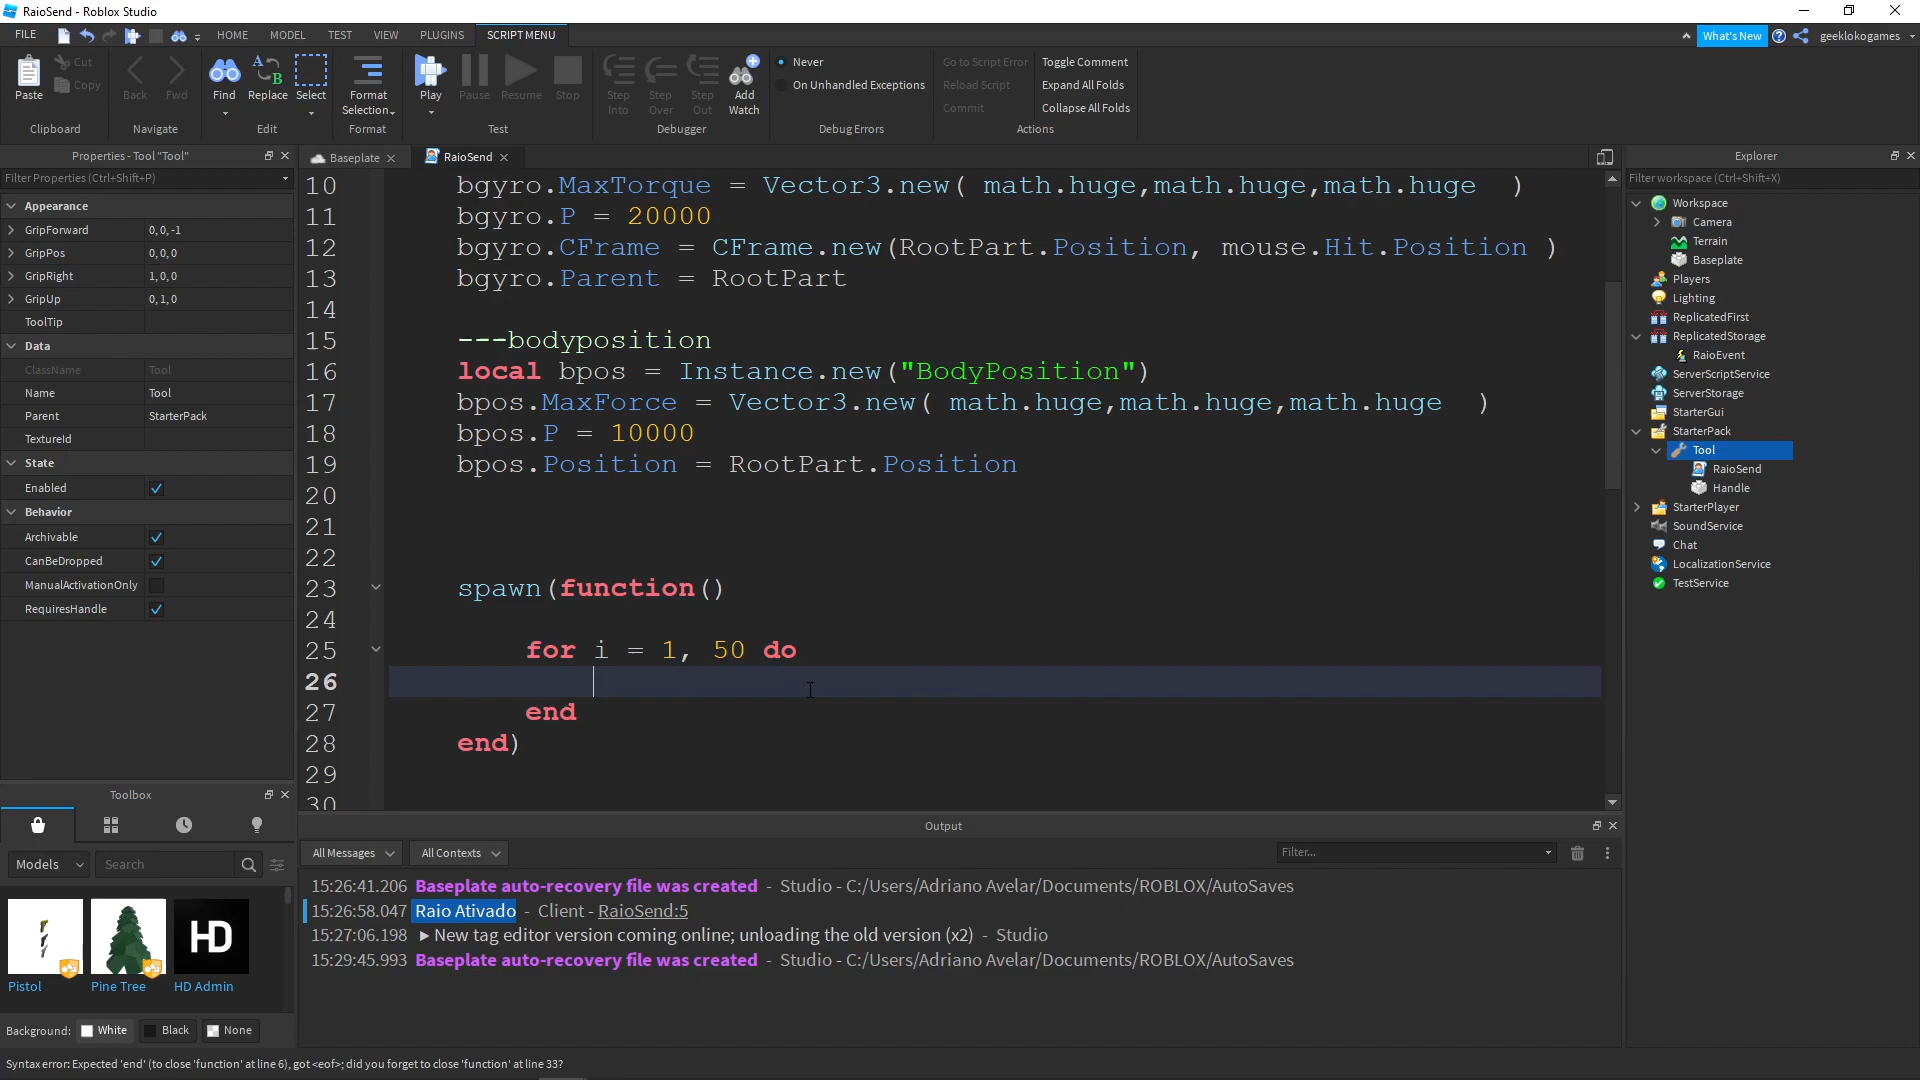 RaioSend - Roblox Studio
FILE HOME MODEL TEST VIEW PLUGINS SCRIPT MENU What's New geeklokogames
Paste Cut Copy Clipboard
Back Fwd Navigate
Find Replace Select Edit
Format Selection Format
Play Pause Resume Stop Test
Step Into Step Over Step Out Add Watch Debugger
Never
On Unhandled Exceptions
Debug Errors
Go to Script Error Toggle Comment
Reload Script Expand All Folds
Commit Collapse All Folds
Actions
Properties - Tool "Tool"
Filter Properties (Ctrl+Shift+P)
Appearance
GripForward 0, 0, -1
GripPos 0, 0, 0
GripRight 1, 0, 0
GripUp 0, 1, 0
ToolTip
Data
ClassName Tool
Name Tool
Parent StarterPack
TextureId
State
Enabled
Behavior
Archivable
CanBeDropped
ManualActivationOnly
RequiresHandle
Toolbox
Models Search
HD
Pistol Pine Tree HD Admin
Background: White Black None
Baseplate RaioSend
10 bgyro.MaxTorque = Vector3.new( math.huge,math.huge,math.huge )
11 bgyro.P = 20000
12 bgyro.CFrame = CFrame.new(RootPart.Position, mouse.Hit.Position )
13 bgyro.Parent = RootPart
14
15 ---bodyposition
16 local bpos = Instance.new("BodyPosition")
17 bpos.MaxForce = Vector3.new( math.huge,math.huge,math.huge )
18 bpos.P = 10000
19 bpos.Position = RootPart.Position
20
21
22
23 spawn(function()
24
25 for i = 1, 50 do
26
27 end
28 end)
29
30
Output
All Messages All Contexts Filter...
15:26:41.206 Baseplate auto-recovery file was created - Studio - C:/Users/Adriano Avelar/Documents/ROBLOX/AutoSaves
15:26:58.047 Raio Ativado - Client - RaioSend:5
15:27:06.198 ▶ New tag editor version coming online; unloading the old version (x2) - Studio
15:29:45.993 Baseplate auto-recovery file was created - Studio - C:/Users/Adriano Avelar/Documents/ROBLOX/AutoSaves
Explorer
Filter workspace (Ctrl+Shift+X)
Workspace
Camera
Terrain
Baseplate
Players
Lighting
ReplicatedFirst
ReplicatedStorage
RaioEvent
ServerScriptService
ServerStorage
StarterGui
StarterPack
Tool
RaioSend
Handle
StarterPlayer
SoundService
Chat
LocalizationService
TestService
Syntax error: Expected 'end' (to close 'function' at line 6), got <eof>; did you forget to close 'function' at line 33?